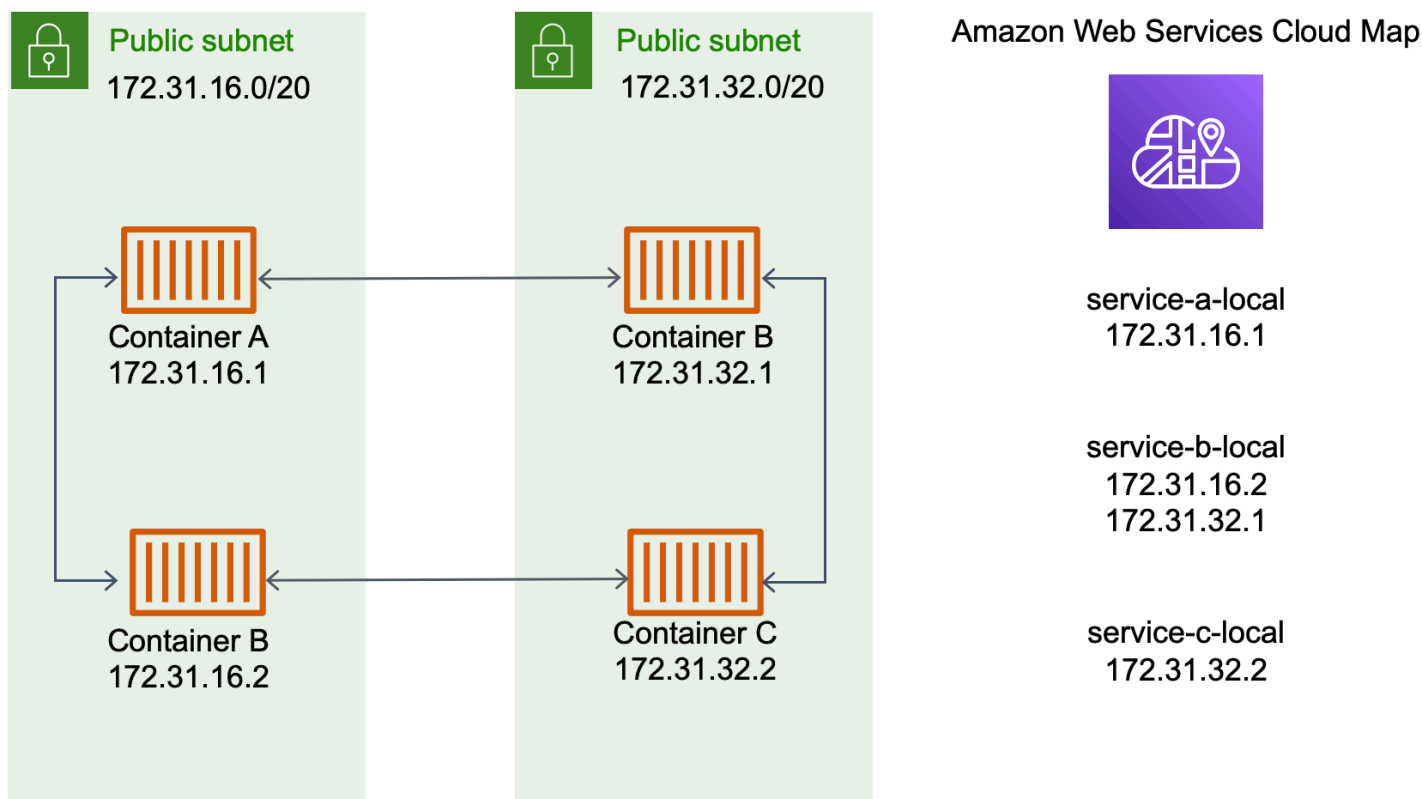 Public subnet
172.31.16.0/20
Public subnet
172.31.32.0/20
Amazon Web Services Cloud Map
Container A
172.31.16.1
Container B
172.31.32.1
Container B
172.31.16.2
Container C
172.31.32.2
service-a-local
172.31.16.1
service-b-local
172.31.16.2
172.31.32.1
service-c-local
172.31.32.2